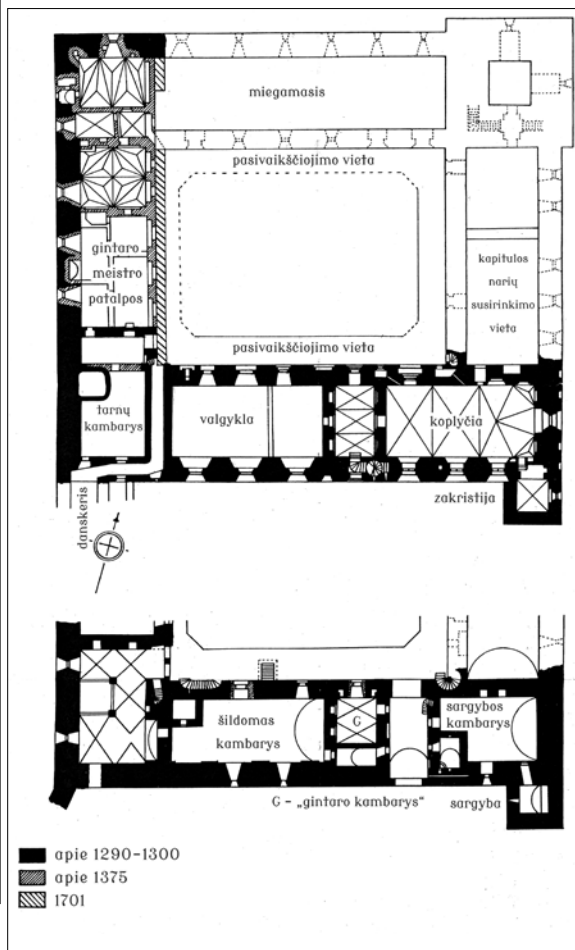 miegamasis
pasivaikščiojimo vieta
gintaro
meistro
patalpos
kapitulos
narių
susirinkimo
vieta
pasivaikščiojimo vieta
tarnų
kambarys
valgykla
koplyčia
zakristija
danskeris
šildomas
kambarys
G
sargybos
kambarys
G – „gintaro kambarys“
sargyba
apie 1290–1300
apie 1375
1701